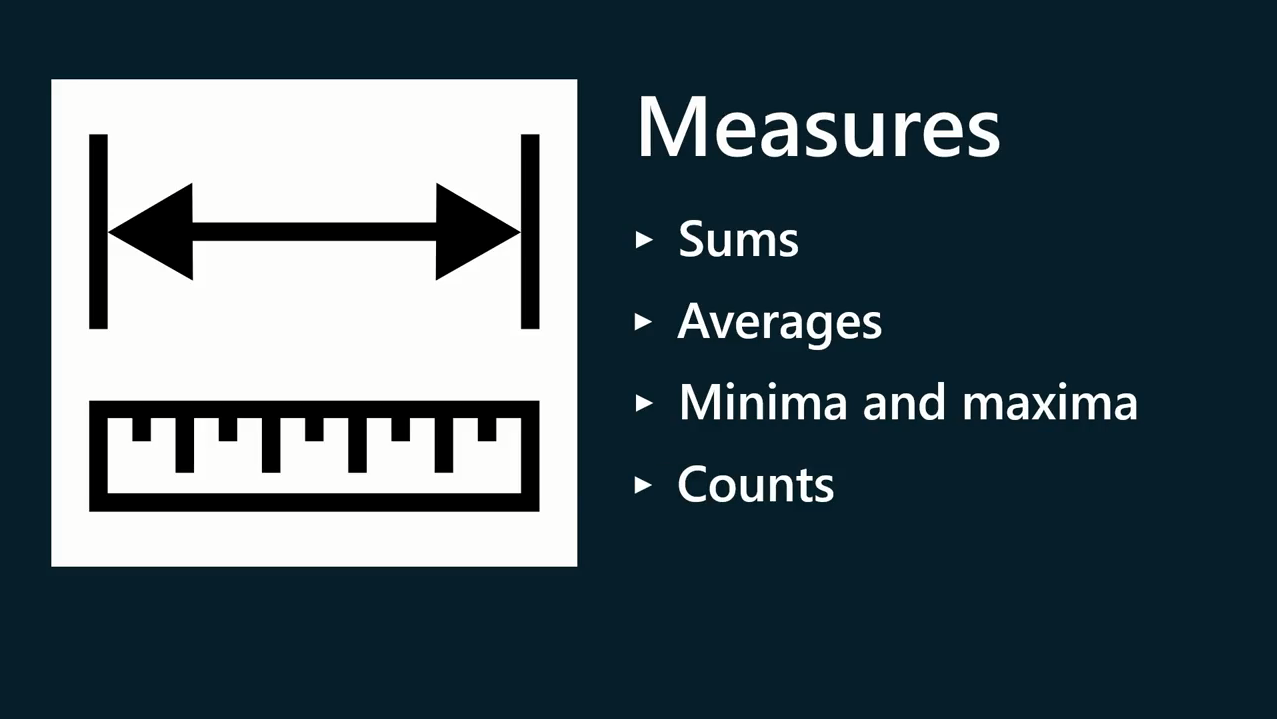 Measures
▸ Sums
▸ Averages
▸ Minima and maxima
▸ Counts